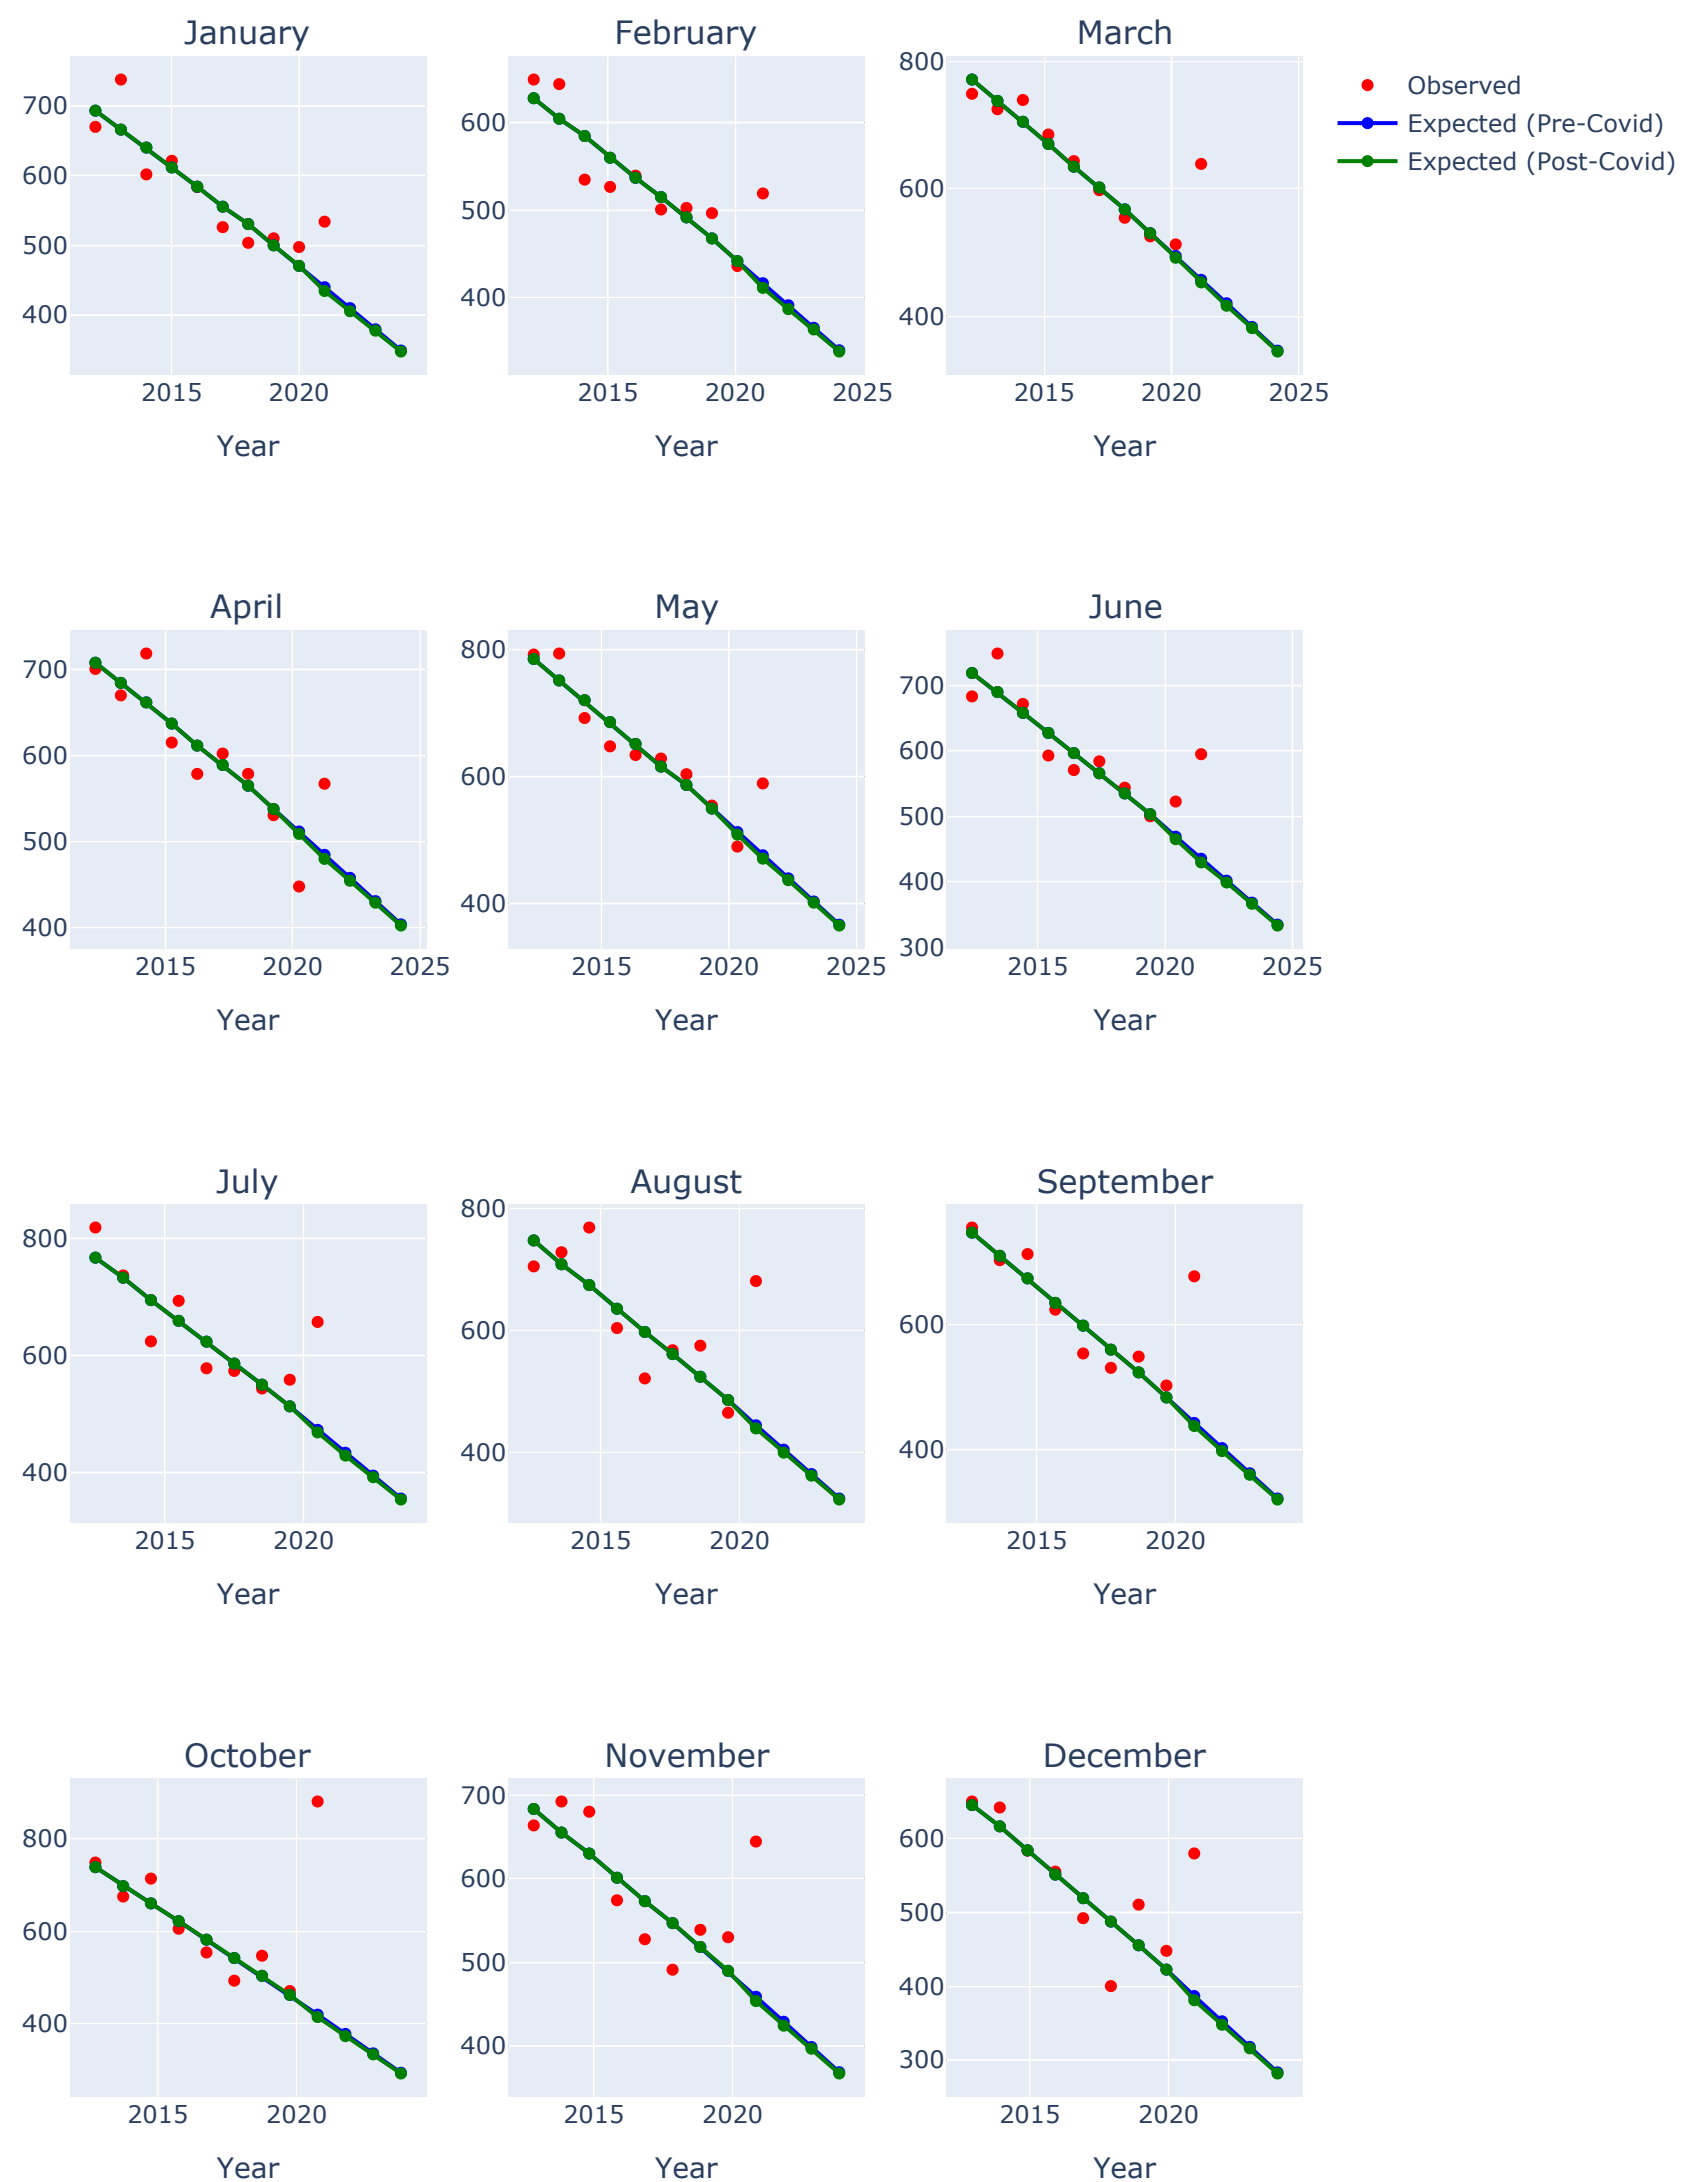 January
February
March
700
600
500
400
2015
2020
Year
600
500
400
2015
2020
2025
Year
800
600
400
2015
2020
2025
Year
Observed
Expected (Pre-Covid)
Expected (Post-Covid)
April
May
June
700
600
500
400
2015
2020
2025
Year
800
600
400
2015
2020
2025
Year
700
600
500
400
300
2015
2020
2025
Year
July
August
September
800
600
400
2015
2020
Year
800
600
400
2015
2020
Year
600
400
2015
2020
Year
October
November
December
800
600
400
2015
2020
Year
700
600
500
400
2015
2020
Year
600
500
400
300
2015
2020
Year